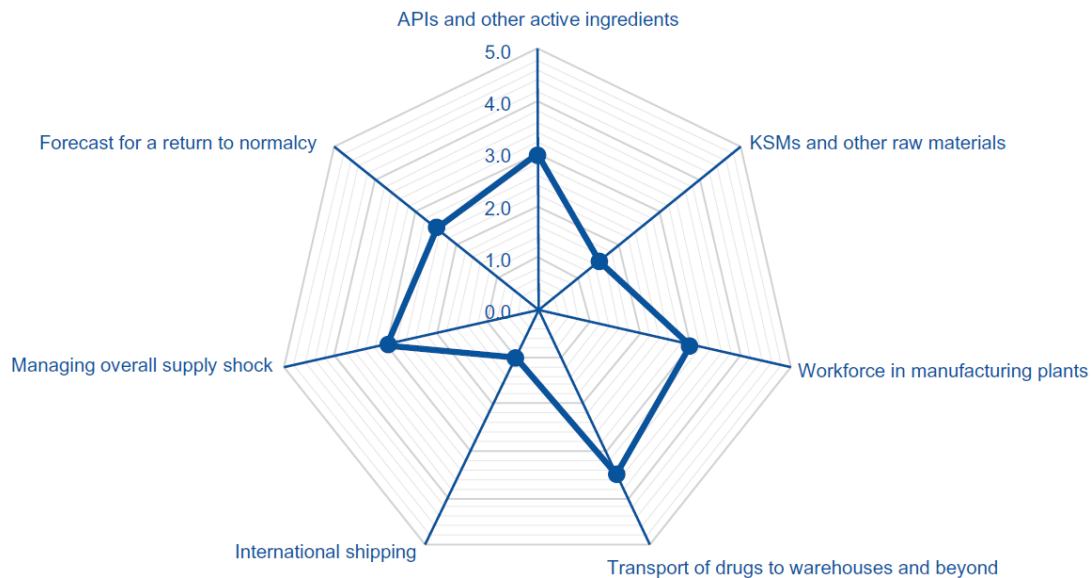 APIs and other active ingredients
5.0
4.0
Forecast for a return to normalcy
KSMs and other raw materials
3.0
2.0
1.0
0.0
Managing overall supply shock
Workforce in manufacturing plants
International shipping
Transport of drugs to warehouses and beyond